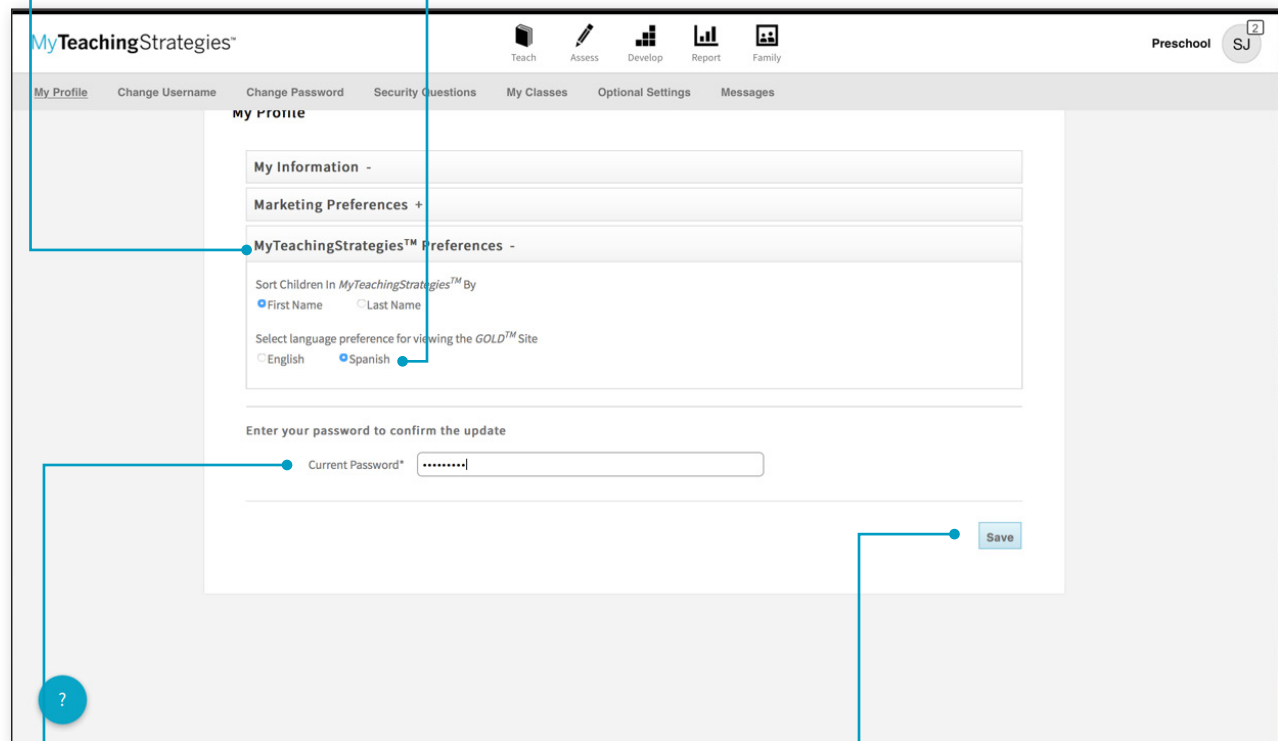 MyTeachingStrategies™
Teach Assess Develop Report Family
Preschool SJ 2
My Profile Change Username Change Password Security Questions My Classes Optional Settings Messages
My Profile
My Information -
Marketing Preferences +
MyTeachingStrategies™ Preferences -
Sort Children In MyTeachingStrategies™ By
First Name Last Name
Select language preference for viewing the GOLD™ Site
English Spanish
Enter your password to confirm the update
Current Password* •••••••••
Save
?